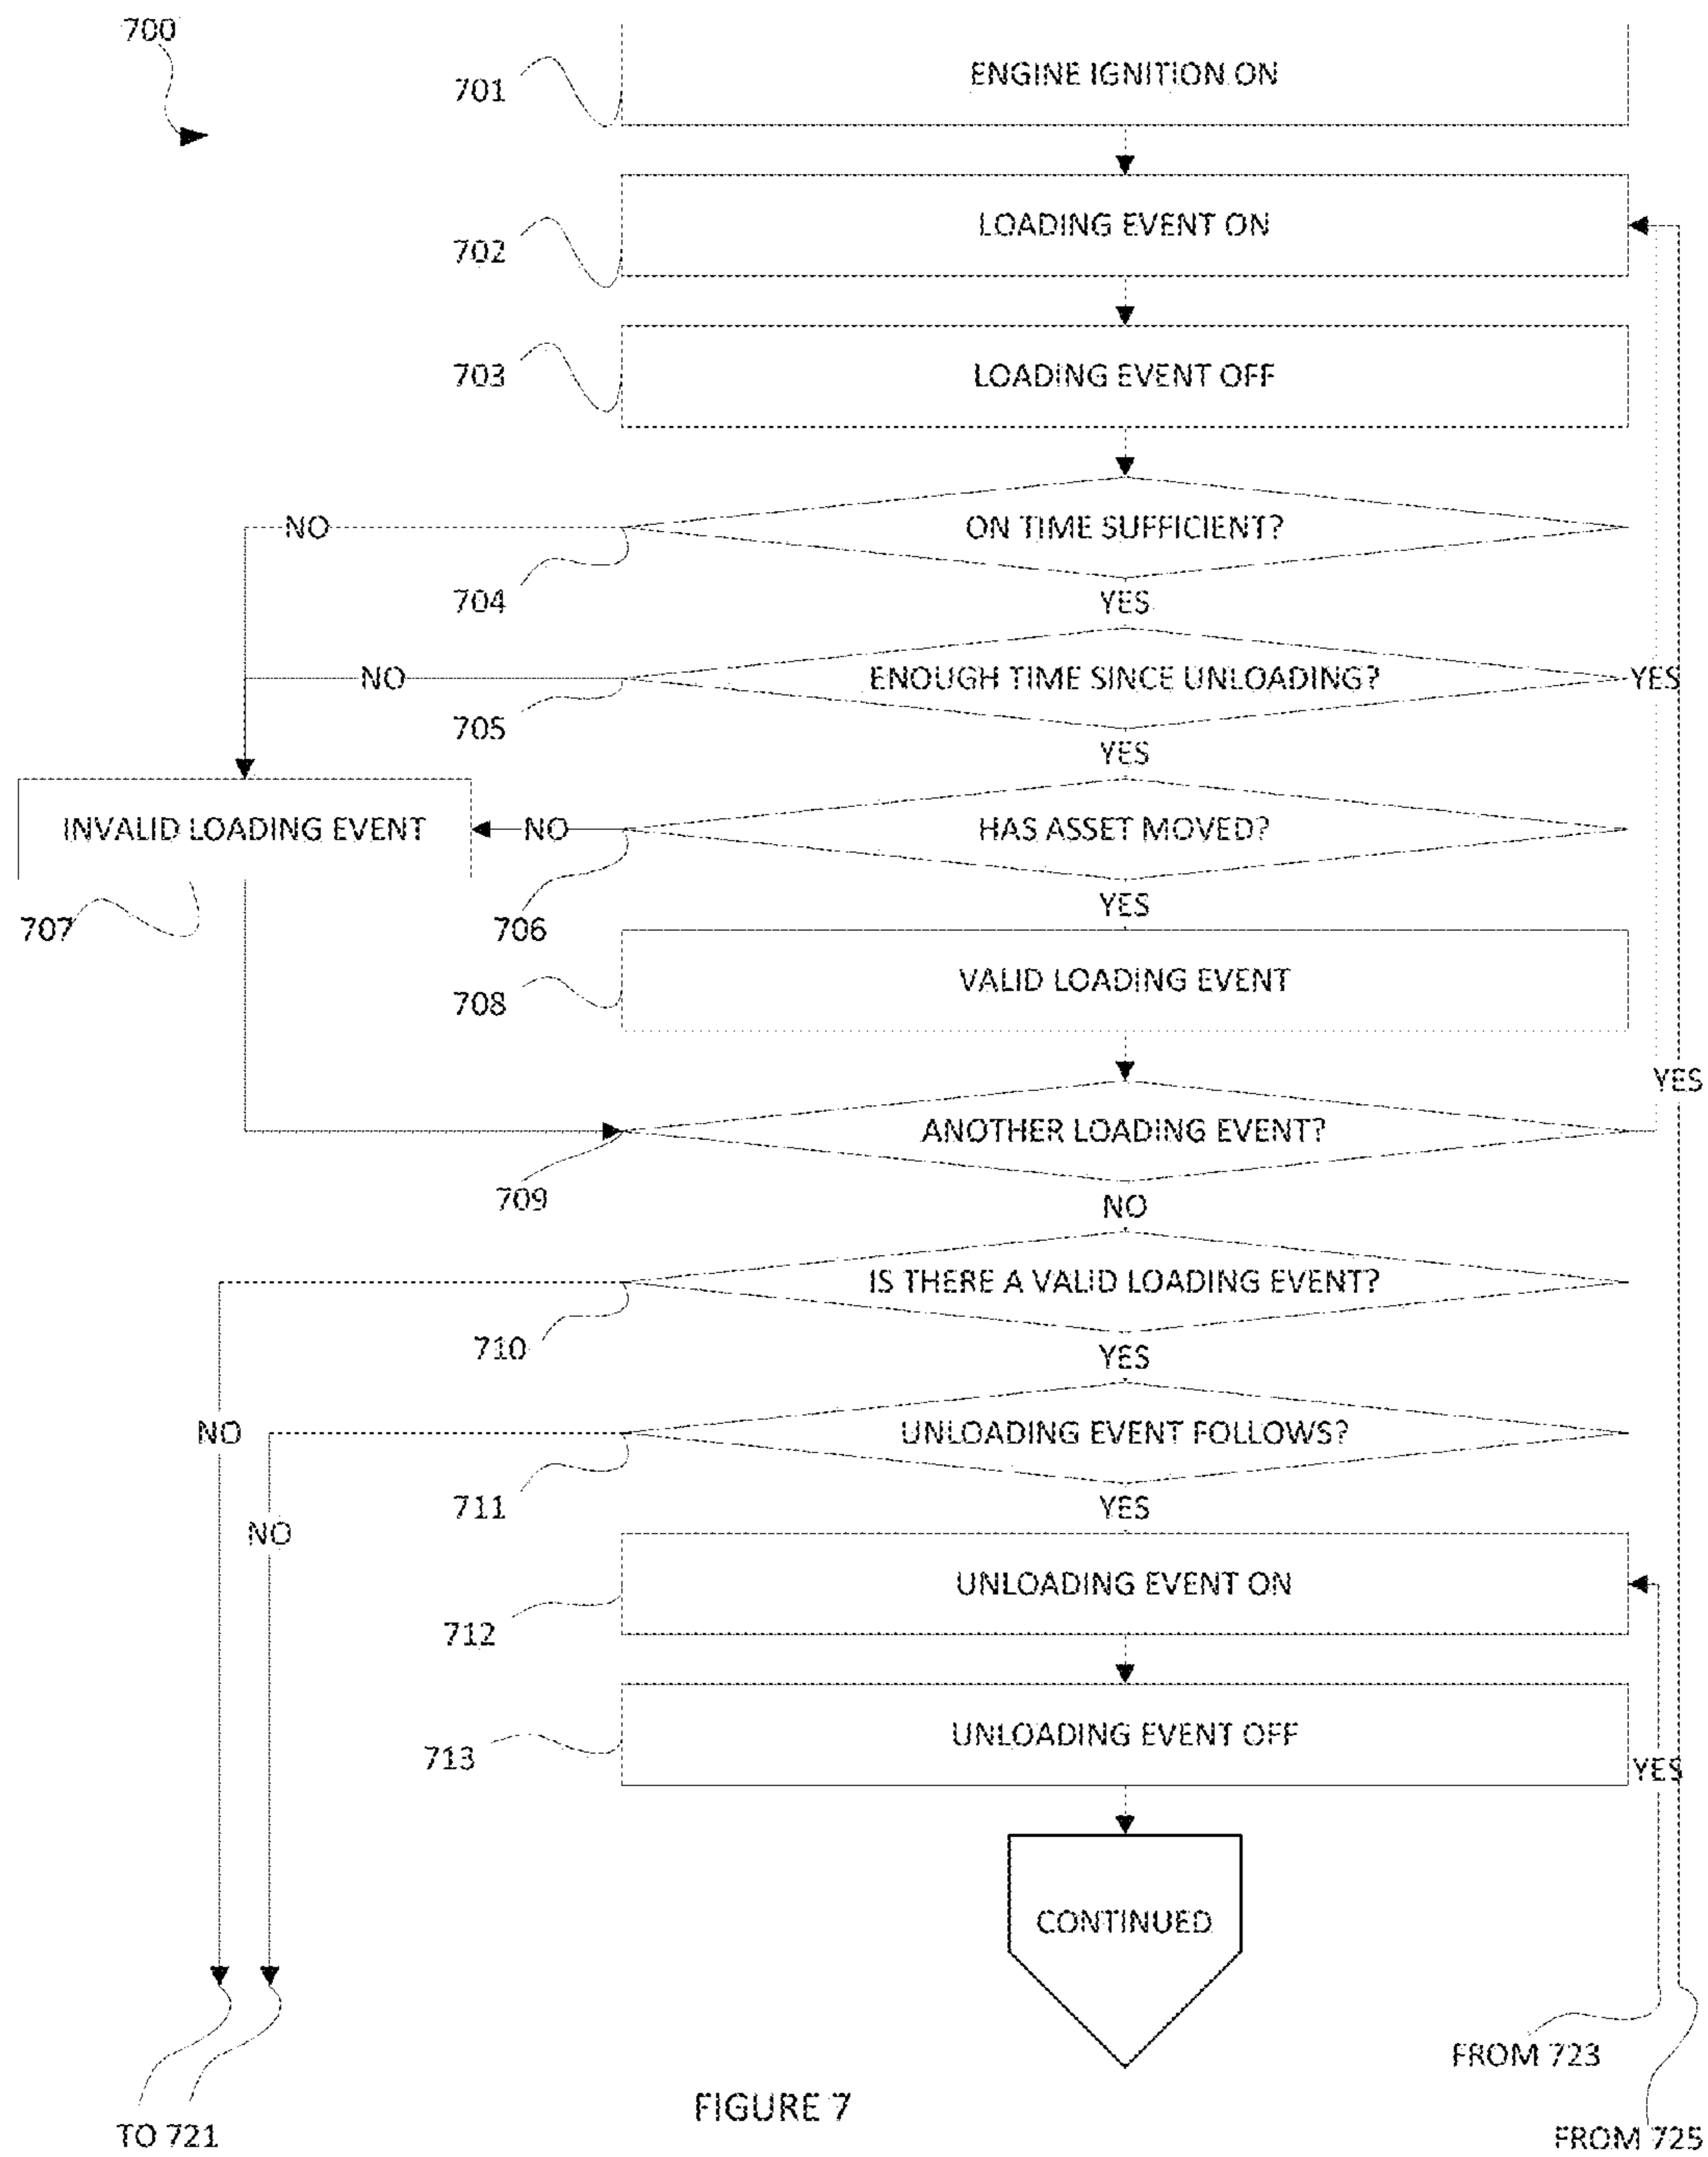 700
701
ENGINE IGNITION ON
702
LOADING EVENT ON
703
LOADING EVENT OFF
NO
ON TIME SUFFICIENT?
704
YES
NO
ENOUGH TIME SINCE UNLOADING?
YES
705
YES
INVALID LOADING EVENT
NO
HAS ASSET MOVED?
707
706
YES
708
VALID LOADING EVENT
YES
ANOTHER LOADING EVENT?
709
NO
IS THERE A VALID LOADING EVENT?
710
YES
NO
UNLOADING EVENT FOLLOWS?
711
YES
NO
UNLOADING EVENT ON
712
UNLOADING EVENT OFF
713
YES
CONTINUED
FROM 723
FIGURE 7
TO 721
FROM 725